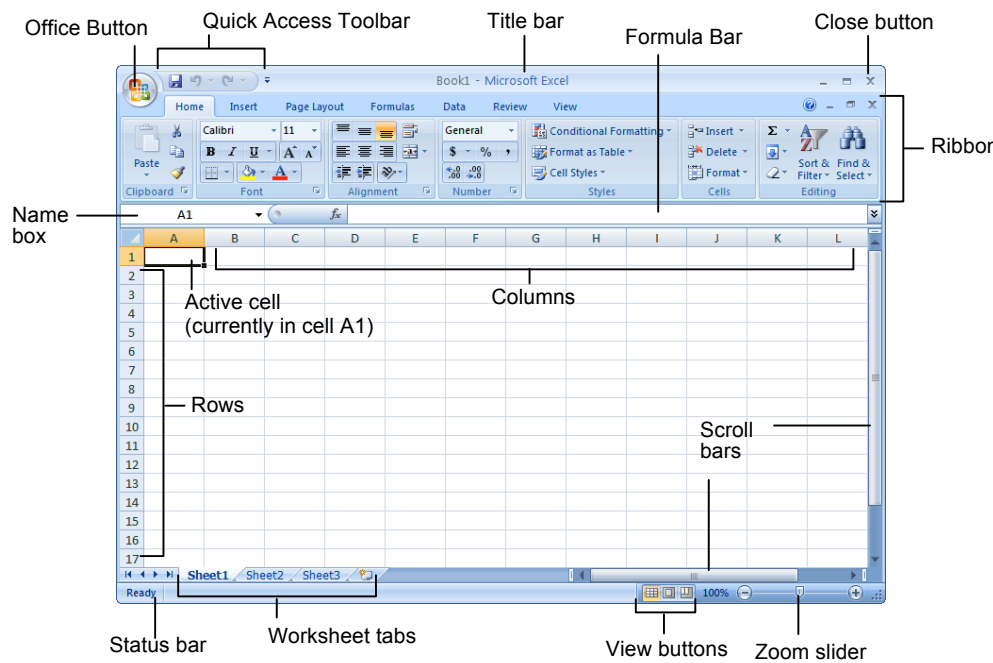 Office Button
Quick Access Toolbar
Title bar
Formula Bar
Close button
Book1 - Microsoft Excel
Home Insert Page Layout Formulas Data Review View
Calibri 11 General Conditional Formatting Insert Σ
Paste B I U A A $ % , Format as Table Delete Sort & Filter Find & Select
A .00 .00 Cell Styles Format
Clipboard Font Alignment Number Styles Cells Editing
Ribbor
Name box
A1 fx
A B C D E F G H I J K L
1
2
3
4
5
6
7
8
9
10
11
12
13
14
15
16
17
Active cell
(currently in cell A1)
Columns
Rows
Scroll
bars
Sheet1 Sheet2 Sheet3
Ready 100%
Status bar
Worksheet tabs
View buttons
Zoom slider